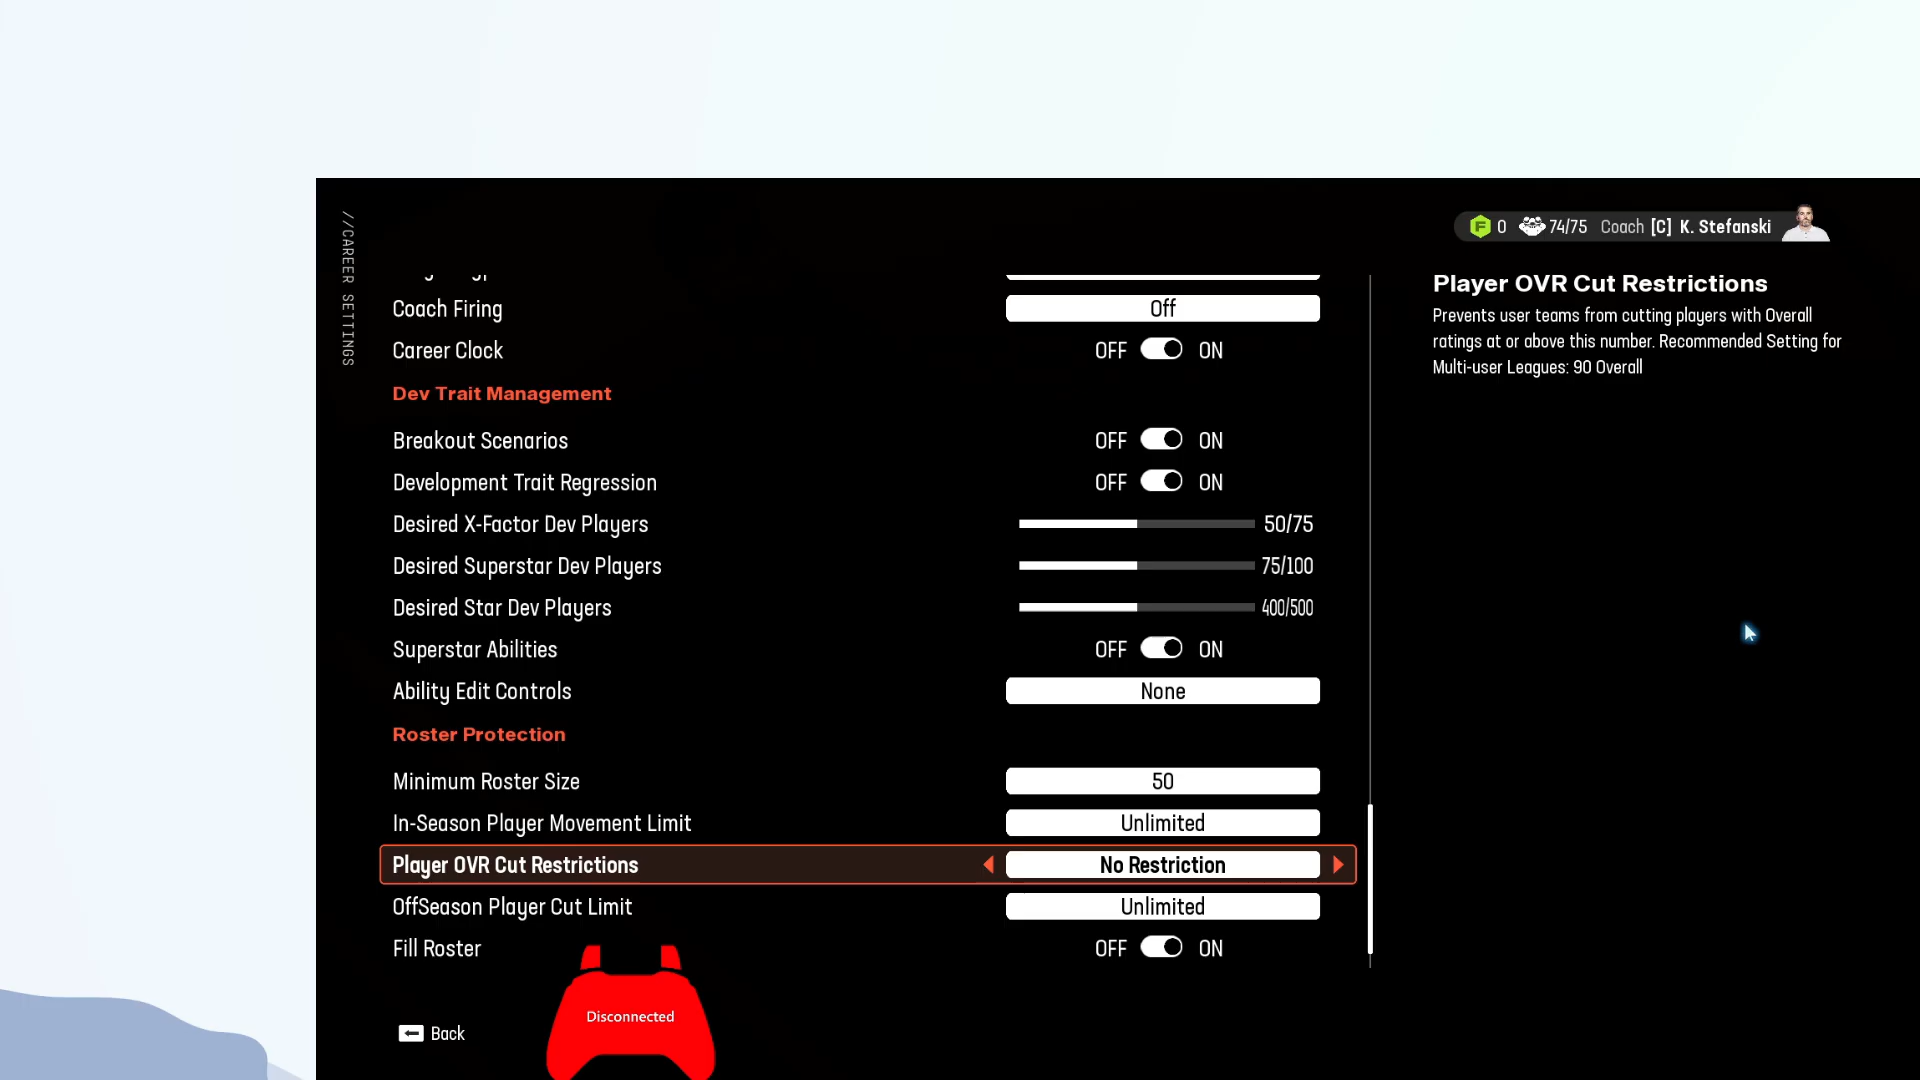 //CAREER SETTINGS
0 74/75 Coach [C] K. Stefanski
Coach Firing Off
Career Clock OFF ON
Dev Trait Management
Breakout Scenarios OFF ON
Development Trait Regression OFF ON
Desired X-Factor Dev Players 50/75
Desired Superstar Dev Players 75/100
Desired Star Dev Players 400/500
Superstar Abilities OFF ON
Ability Edit Controls None
Roster Protection
Minimum Roster Size 50
In-Season Player Movement Limit Unlimited
Player OVR Cut Restrictions No Restriction
OffSeason Player Cut Limit Unlimited
Fill Roster OFF ON
Disconnected
Back
Player OVR Cut Restrictions
Prevents user teams from cutting players with Overall
ratings at or above this number. Recommended Setting for
Multi-user Leagues: 90 Overall